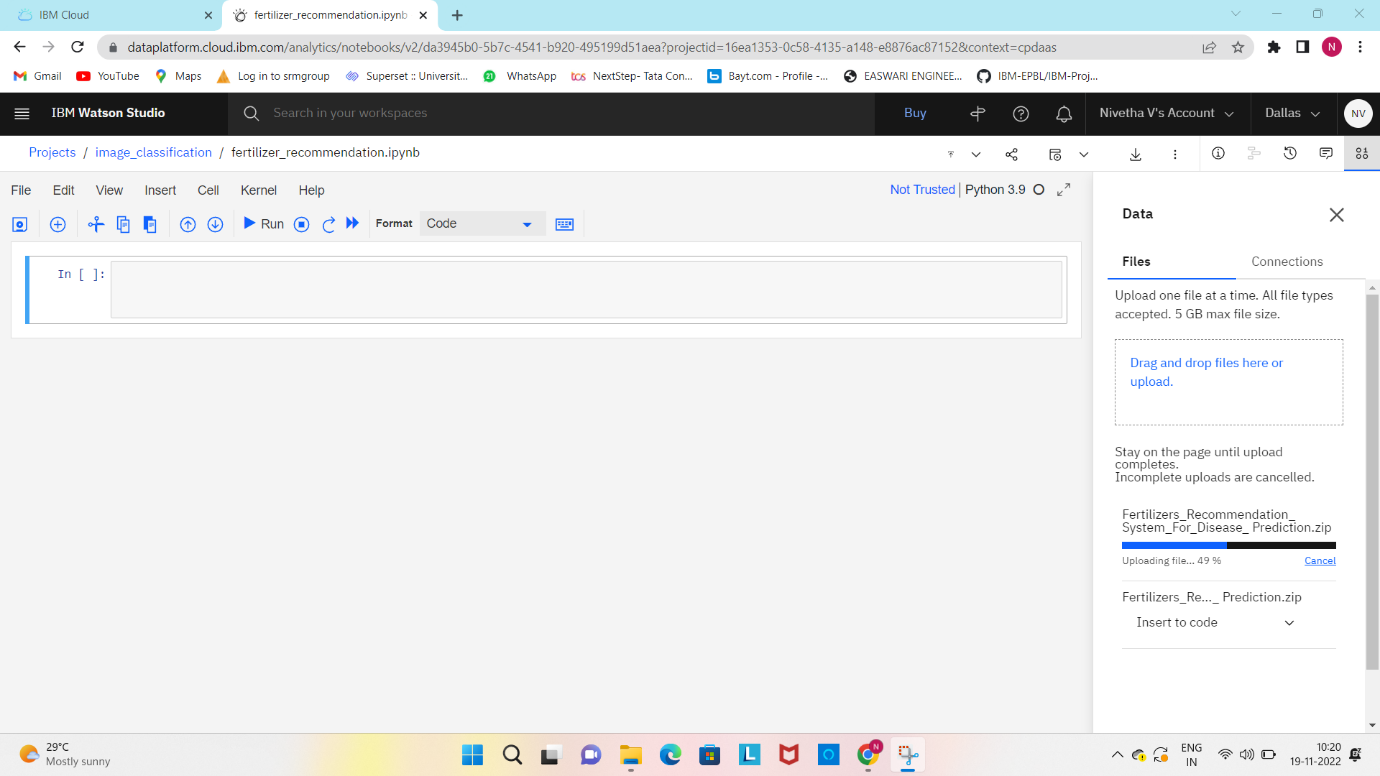 IBM Cloud
fertilizer_recommendation.ipynb
dataplatform.cloud.ibm.com/analytics/notebooks/v2/da3945b0-5b7c-4541-b920-495199d51aea?projectid=16ea1353-0c58-4135-a148-e8876ac87152&context=cpdaas
N
Gmail YouTube Maps Log in to srmgroup Superset :: Universit... 21 WhatsApp tcs NextStep- Tata Con... b Bayt.com - Profile -... EASWARI ENGINEE... IBM-EPBL/IBM-Proj...
IBM Watson Studio Search in your workspaces Buy Nivetha V's Account Dallas NV
Projects / image_classification / fertilizer_recommendation.ipynb
File Edit View Insert Cell Kernel Help Not Trusted Python 3.9
Run Format Code
In [ ]:
Data
Files Connections
Upload one file at a time. All file types
accepted. 5 GB max file size.
Drag and drop files here or
upload.
Stay on the page until upload
completes.
Incomplete uploads are cancelled.
Fertilizers_Recommendation_
System_For_Disease_ Prediction.zip
Uploading file... 49 % Cancel
Fertilizers_Re..._ Prediction.zip
Insert to code
29°C
Mostly sunny
L
N
ENG
IN
10:20
19-11-2022